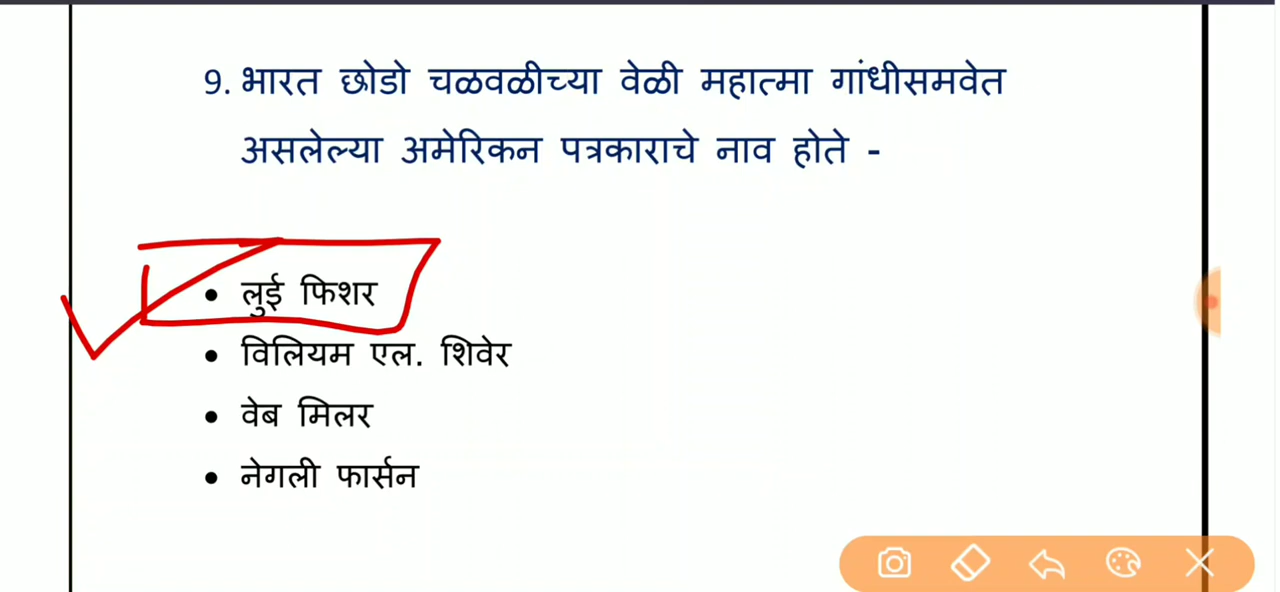 9. भारत छोडो चळवळीच्या वेळी महात्मा गांधीसमवेत
असलेल्या अमेरिकन पत्रकाराचे नाव होते -
• लुई फिशर
• विलियम एल. शिवेर
• वेब मिलर
• नेगली फार्सन